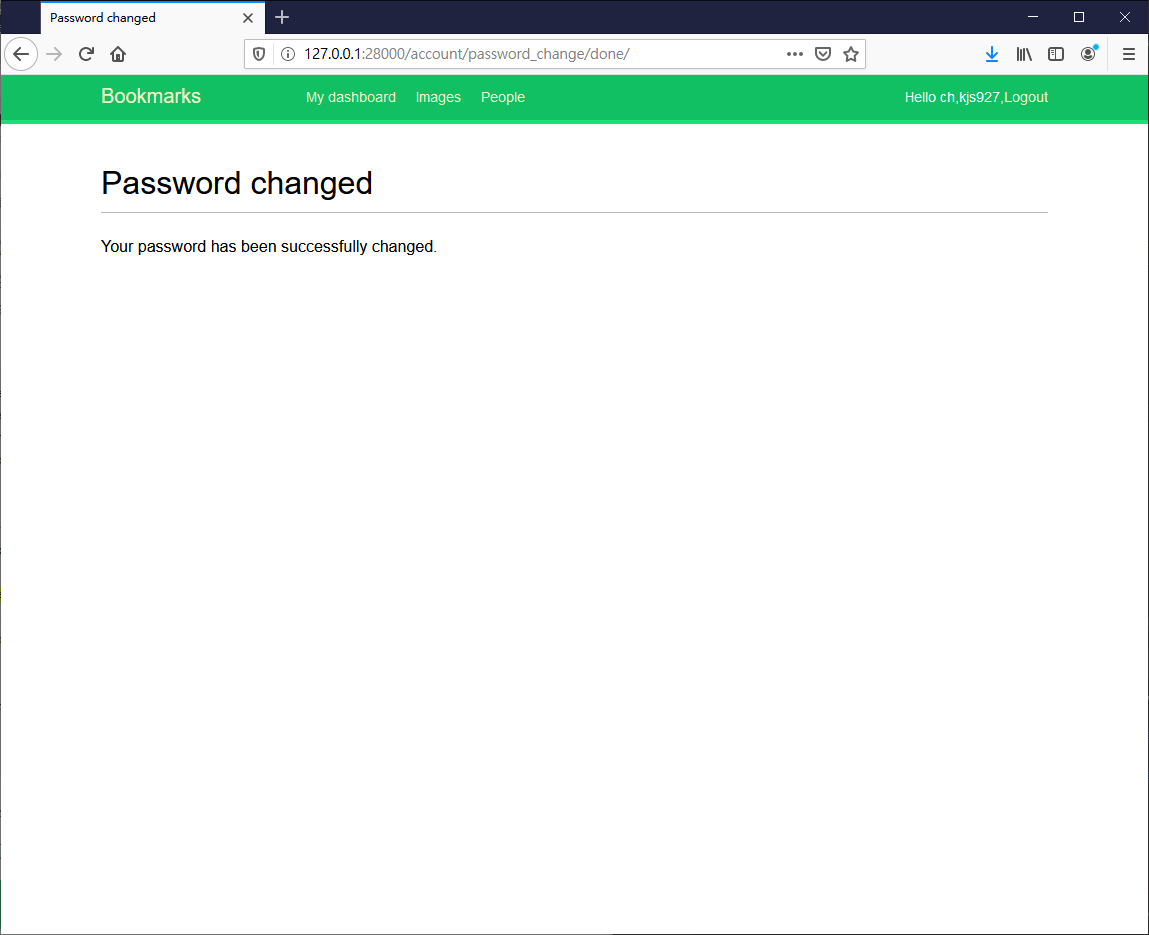 Password changed
127.0.0.1:28000/account/password_change/done/
Bookmarks My dashboard Images People Hello ch,kjs927,Logout
Password changed
Your password has been successfully changed.